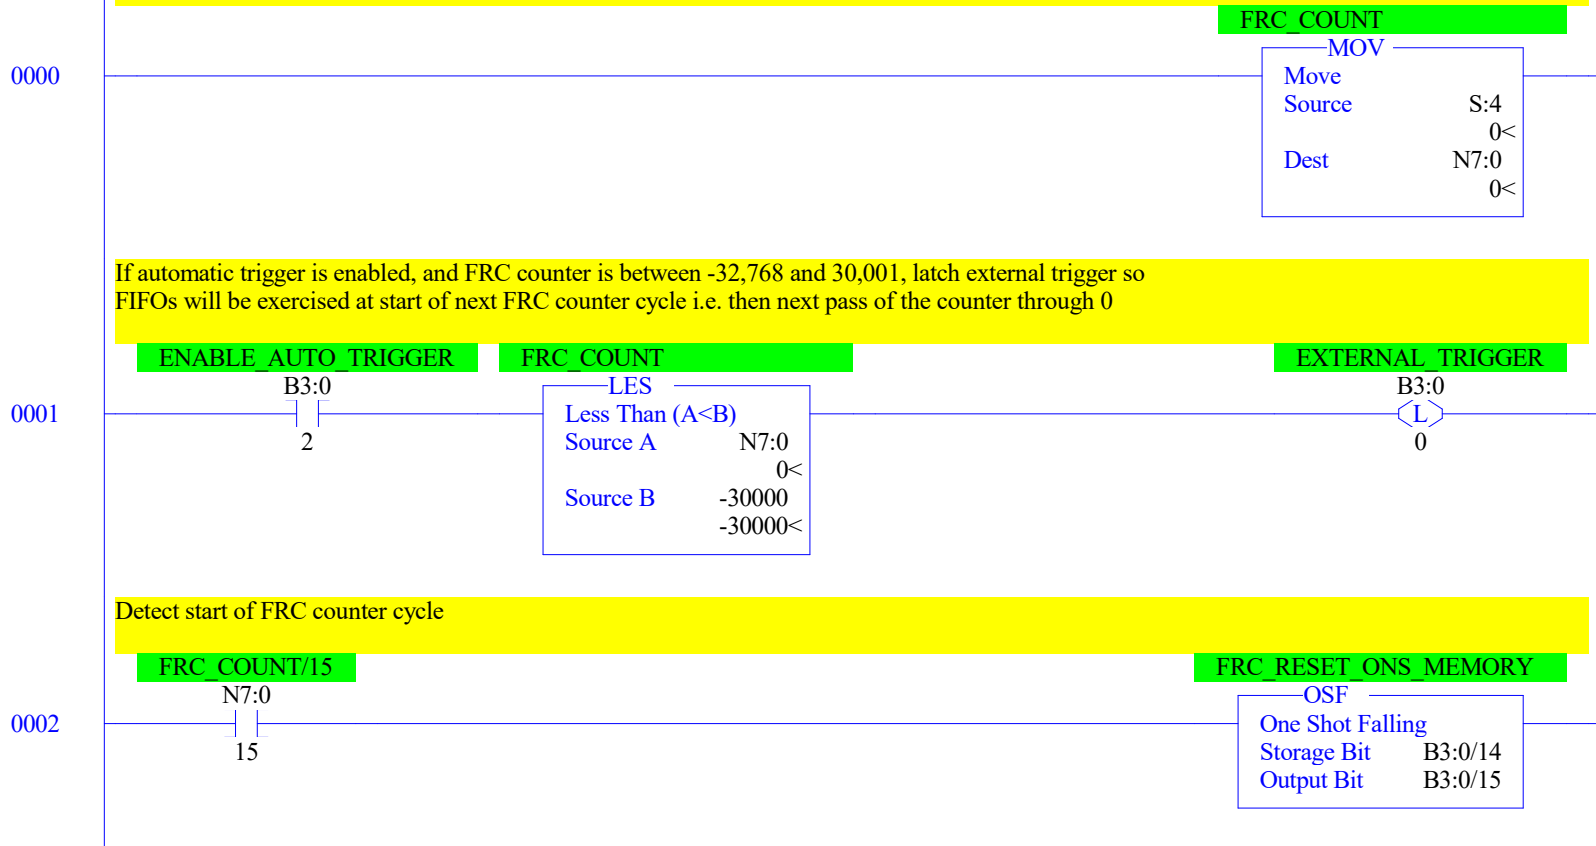 FRC_COUNT
MOV
0000
Move
Source S:4
0<
Dest N7:0
0<
If automatic trigger is enabled, and FRC counter is between -32,768 and 30,001, latch external trigger so
FIFOs will be exercised at start of next FRC counter cycle i.e. then next pass of the counter through 0
ENABLE_AUTO_TRIGGER FRC_COUNT EXTERNAL_TRIGGER
B3:0 LES B3:0
0001 Less Than (A<B) L
2 Source A N7:0 0
0<
Source B -30000
-30000<
Detect start of FRC counter cycle
FRC_COUNT/15 FRC_RESET_ONS_MEMORY
N7:0 OSF
0002 One Shot Falling
15 Storage Bit B3:0/14
Output Bit B3:0/15